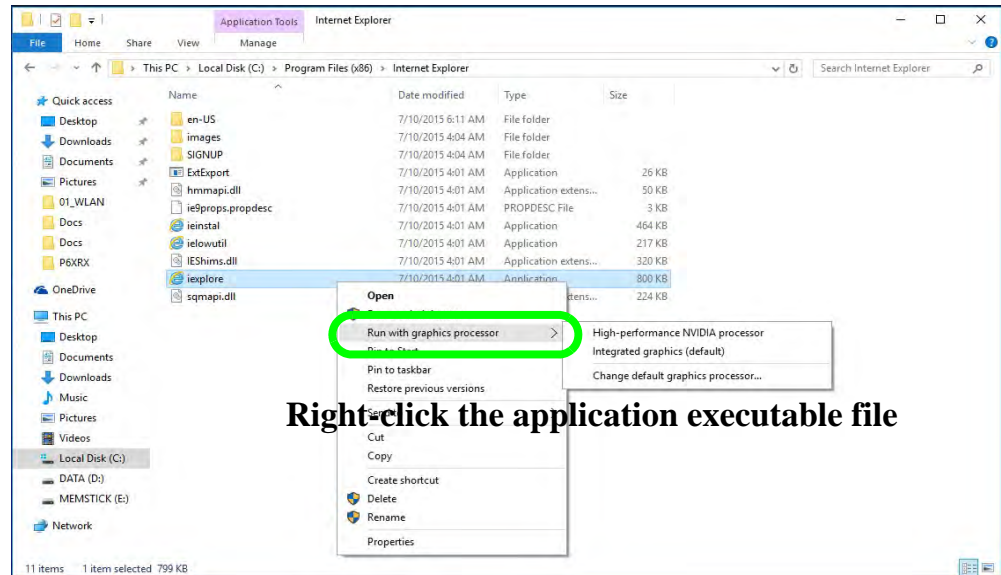 Application Tools Internet Explorer
File Home Share View Manage
This PC > Local Disk (C:) > Program Files (x86) > Internet Explorer
Search Internet Explorer
Name Date modified Type Size
Quick access
Desktop
Downloads
Documents
Pictures
01_WLAN
Docs
Docs
P6XRX
OneDrive
This PC
Desktop
Documents
Downloads
Music
Pictures
Videos
Local Disk (C:)
DATA (D:)
MEMSTICK (E:)
Network
en-US 7/10/2015 6:11 AM File folder
images 7/10/2015 4:04 AM File folder
SIGNUP 7/10/2015 4:04 AM File folder
ExtExport 7/10/2015 4:01 AM Application 26 KB
hmmapi.dll 7/10/2015 4:01 AM Application extens... 50 KB
ie9props.propdesc 7/10/2015 4:01 AM PROPDESC File 3 KB
ieinstal 7/10/2015 4:01 AM Application 464 KB
ielowutil 7/10/2015 4:01 AM Application 217 KB
IEShims.dll 7/10/2015 4:01 AM Application extens... 320 KB
iexplore 7/10/2015 4:01 AM Application 800 KB
sqmapi.dll 224 KB
Open
Run with graphics processor >
Pin to Start
Pin to taskbar
Restore previous versions
Send to
Cut
Copy
Create shortcut
Delete
Rename
Properties
High-performance NVIDIA processor
Integrated graphics (default)
Change default graphics processor...
Right-click the application executable file
11 items 1 item selected 799 KB